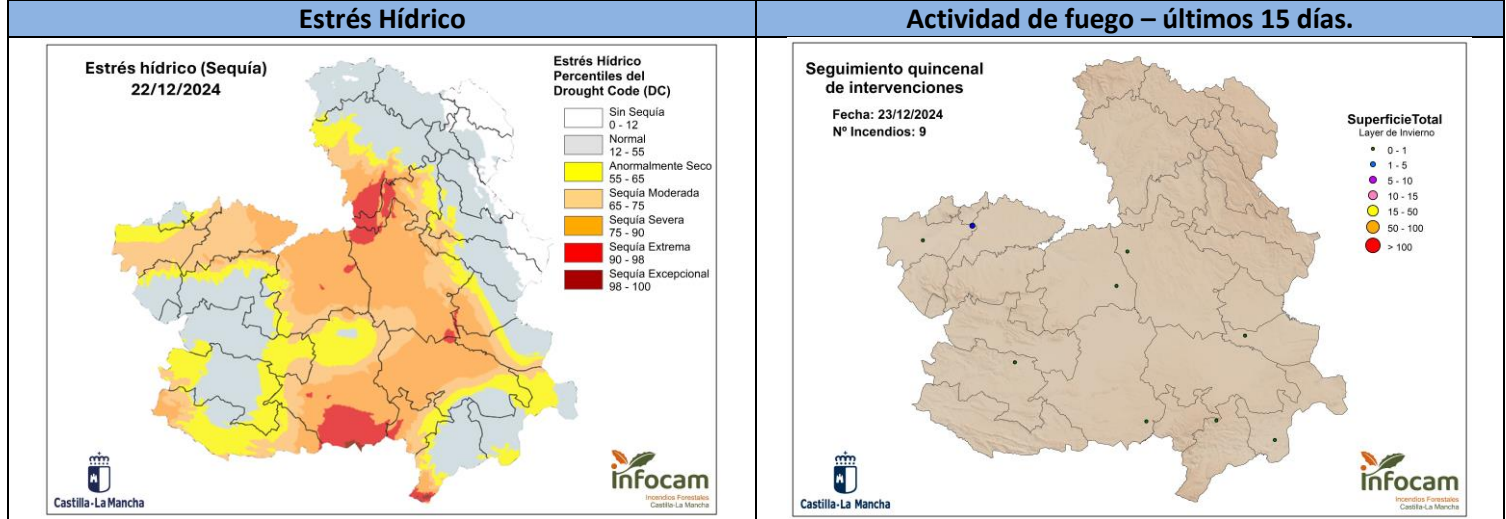 Estrés Hídrico
Actividad de fuego – últimos 15 días.
Estrés hídrico (Sequía)
22/12/2024
Estrés Hídrico
Percentiles del
Drought Code (DC)
Sin Sequía
0 - 12
Normal
12 - 55
Anormalmente Seco
55 - 65
Sequía Moderada
65 - 75
Sequía Severa
75 - 90
Sequía Extrema
90 - 98
Sequía Excepcional
98 - 100
Castilla-La Mancha
infocam
Incendios Forestales
Castilla-La Mancha
Seguimiento quincenal
de intervenciones
Fecha: 23/12/2024
Nº Incendios: 9
SuperficieTotal
Layer de Invierno
0 - 1
1 - 5
5 - 10
10 - 15
15 - 50
50 - 100
> 100
Castilla-La Mancha
infocam
Incendios Forestales
Castilla-La Mancha